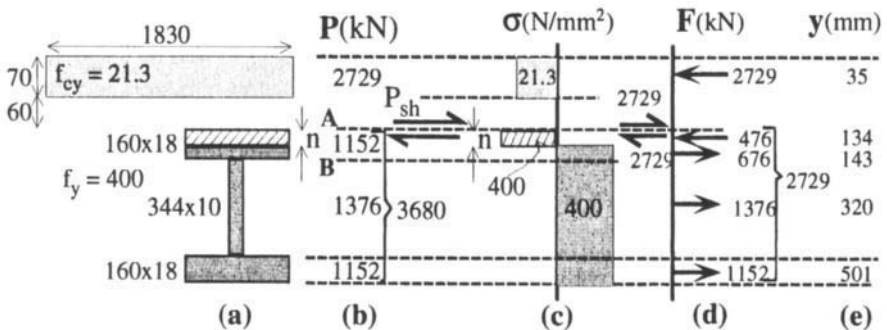 1830 P(kN) σ(N/mm²) F(kN) y(mm)
70 f_cy = 21.3 2729 21.3 2729 35
60 P_sh 2729
A
160x18 n 1152 n 476 134
B 400 2729 676 143
f_y = 400 2729
344x10 1376 3680 400 1376 320
160x18 1152 1152 501
(a) (b) (c) (d) (e)